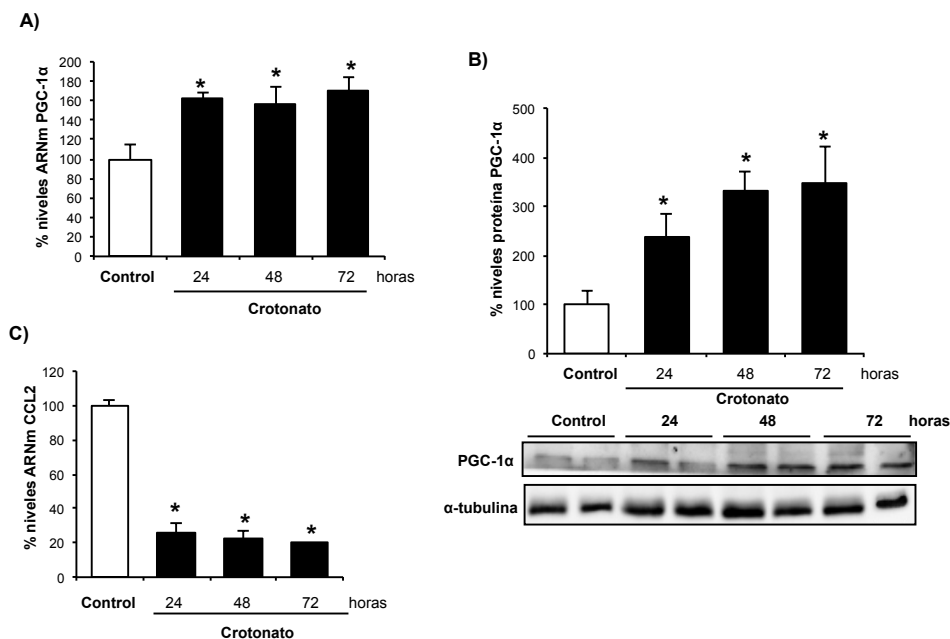 A)
% niveles ARNm PGC-1α
200
180
160
140
120
100
80
60
40
20
0
* * *
Control 24 48 72 horas
Crotonato
B)
% niveles proteina PGC-1α
500
400
300
200
100
0
* * *
Control 24 48 72 horas
Crotonato
Control 24 48 72 horas
PGC-1α
α-tubulina
C)
% niveles ARNm CCL2
120
100
80
60
40
20
0
* * *
Control 24 48 72 horas
Crotonato